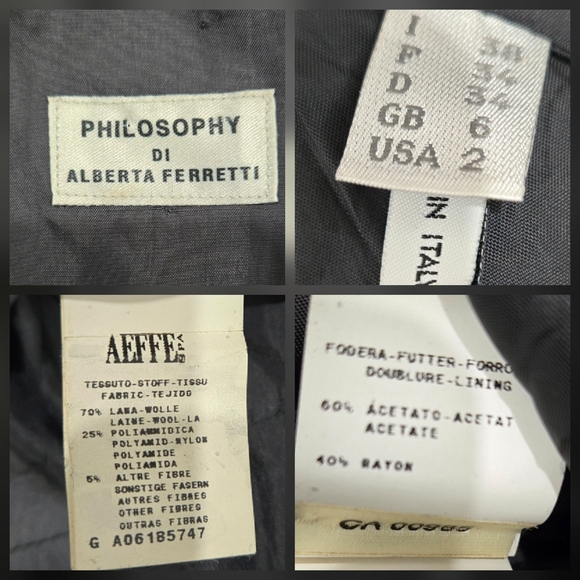 PHILOSOPHY
DI
ALBERTA FERRETTI
I 38
F 34
D 34
GB 6
USA 2
IN ITALY
AEFFE SPA
TESSUTO-STOFF-TISSU
FABRIC-TEJIDO
70% LANA-WOLLE
LAINE-WOOL-LA
25% POLIAMMIDICA
POLYAMID-NYLON
POLYAMIDE
POLIAMIDA
5% ALTRE FIBRE
SONSTIGE FASERN
AUTRES FIBRES
OTHER FIBRES
OUTRAS FIBRAS
G A06185747
FODERA-FUTTER-FORRO
DOUBLURE-LINING
60% ACETATO-ACETAT
ACETATE
40% RAYON